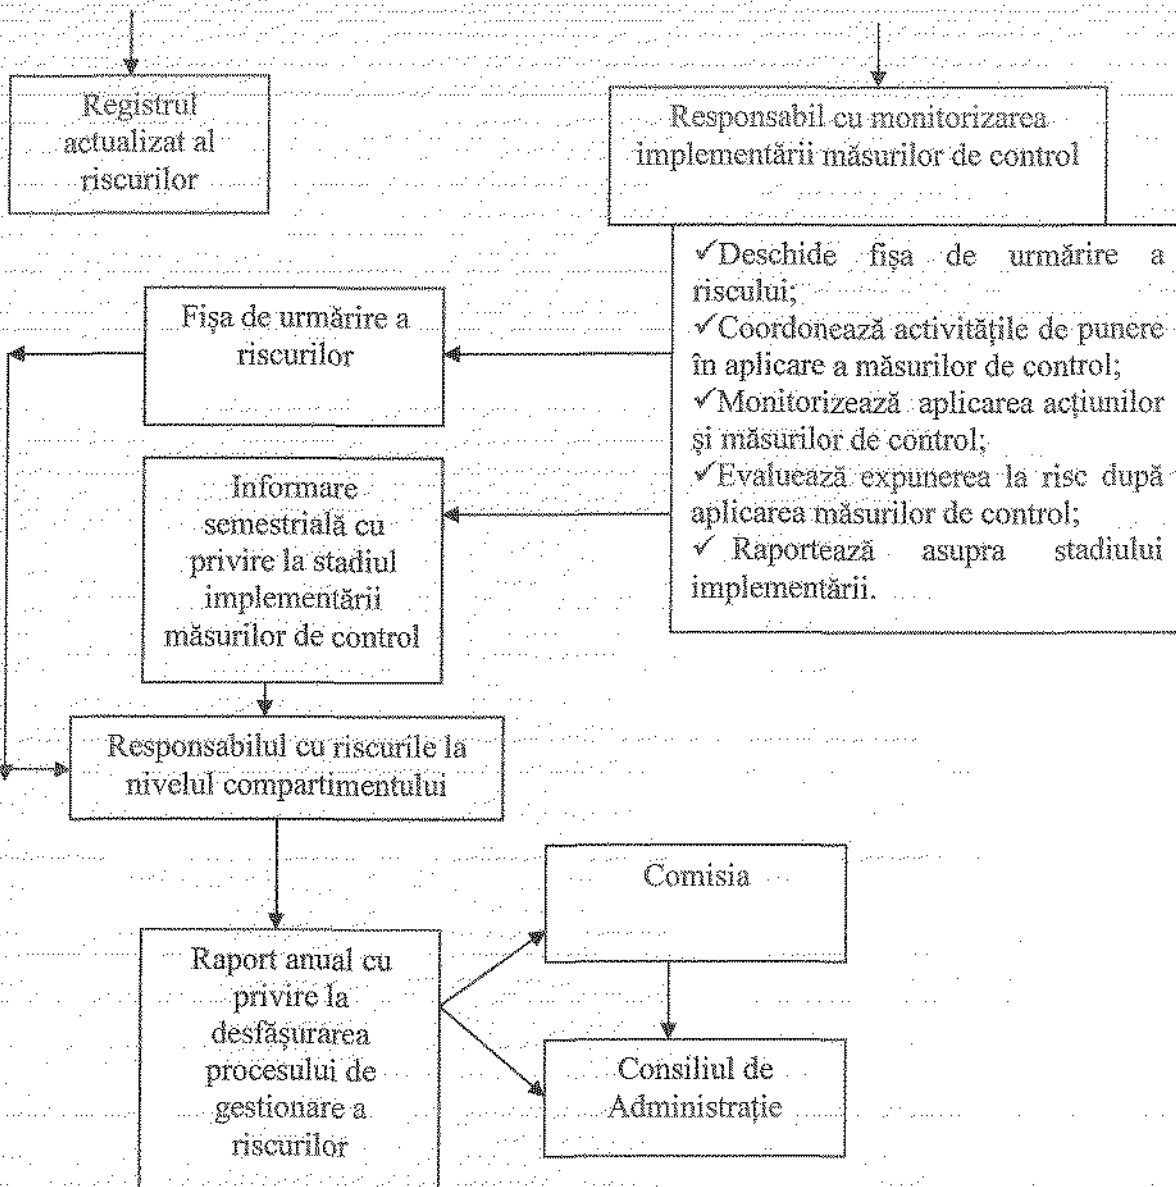 Registrul
actualizat al
riscurilor
Responsabil cu monitorizarea
implementării măsurilor de control
✓Deschide fișa de urmărire a
riscului;
✓Coordonează activitățile de punere
în aplicare a măsurilor de control;
✓Monitorizează aplicarea acțiunilor
și măsurilor de control;
✓Evaluează expunerea la risc după
aplicarea măsurilor de control;
✓ Raportează asupra stadiului
implementării.
Fișa de urmărire a
riscurilor
Informare
semestrială cu
privire la stadiul
implementării
măsurilor de control
Responsabilul cu riscurile la
nivelul compartimentului
Comisia
Raport anual cu
privire la
desfășurarea
procesului de
gestionare a
riscurilor
Consiliul de
Administrație